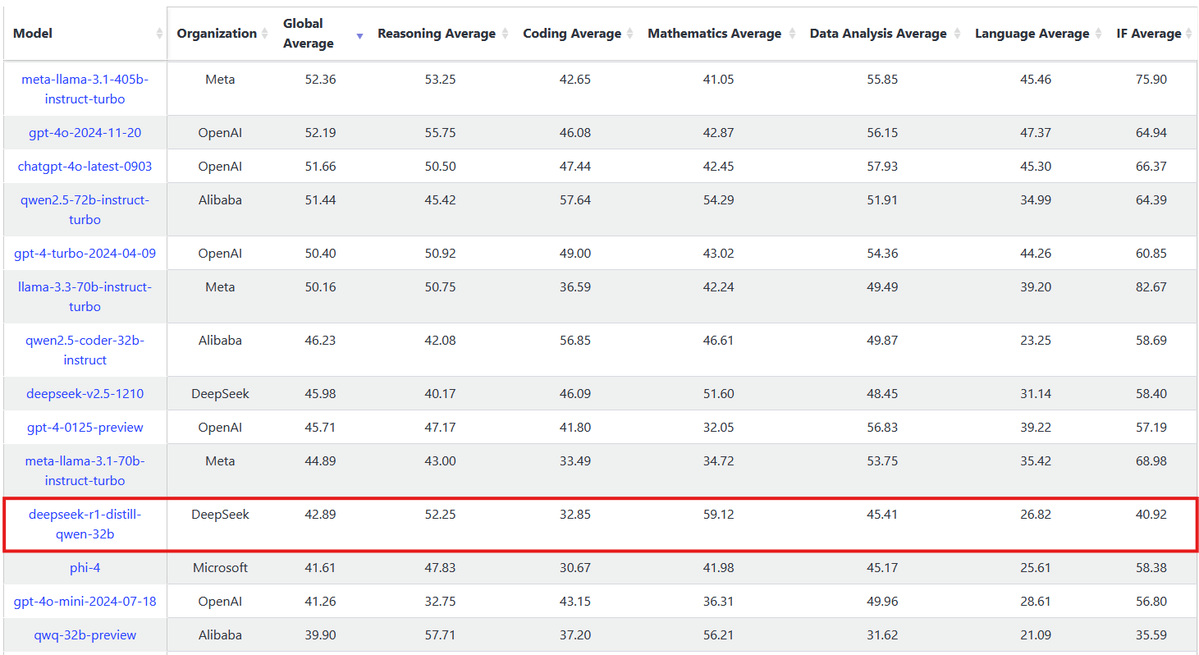 Model Organization Global Average Reasoning Average Coding Average Mathematics Average Data Analysis Average Language Average IF Average
meta-llama-3.1-405b-instruct-turbo Meta 52.36 53.25 42.65 41.05 55.85 45.46 75.90
gpt-4o-2024-11-20 OpenAI 52.19 55.75 46.08 42.87 56.15 47.37 64.94
chatgpt-4o-latest-0903 OpenAI 51.66 50.50 47.44 42.45 57.93 45.30 66.37
qwen2.5-72b-instruct-turbo Alibaba 51.44 45.42 57.64 54.29 51.91 34.99 64.39
gpt-4-turbo-2024-04-09 OpenAI 50.40 50.92 49.00 43.02 54.36 44.26 60.85
llama-3.3-70b-instruct-turbo Meta 50.16 50.75 36.59 42.24 49.49 39.20 82.67
qwen2.5-coder-32b-instruct Alibaba 46.23 42.08 56.85 46.61 49.87 23.25 58.69
deepseek-v2.5-1210 DeepSeek 45.98 40.17 46.09 51.60 48.45 31.14 58.40
gpt-4-0125-preview OpenAI 45.71 47.17 41.80 32.05 56.83 39.22 57.19
meta-llama-3.1-70b-instruct-turbo Meta 44.89 43.00 33.49 34.72 53.75 35.42 68.98
deepseek-r1-distill-qwen-32b DeepSeek 42.89 52.25 32.85 59.12 45.41 26.82 40.92
phi-4 Microsoft 41.61 47.83 30.67 41.98 45.17 25.61 58.38
gpt-4o-mini-2024-07-18 OpenAI 41.26 32.75 43.15 36.31 49.96 28.61 56.80
qwq-32b-preview Alibaba 39.90 57.71 37.20 56.21 31.62 21.09 35.59